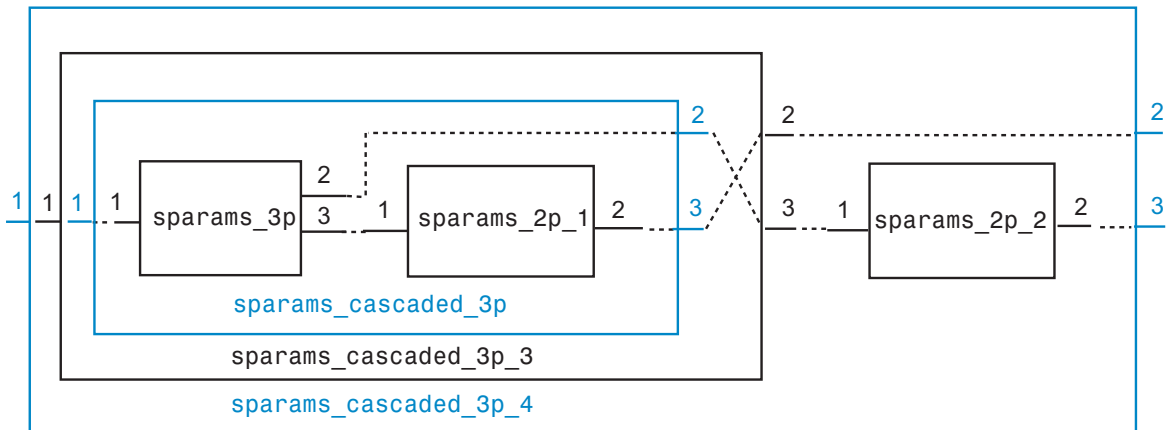 2 2 2
2 2
1 1 1 1 sparams_3p 3 1 sparams_2p_1 2 3 3 1 sparams_2p_2 2 3
sparams_cascaded_3p
sparams_cascaded_3p_3
sparams_cascaded_3p_4